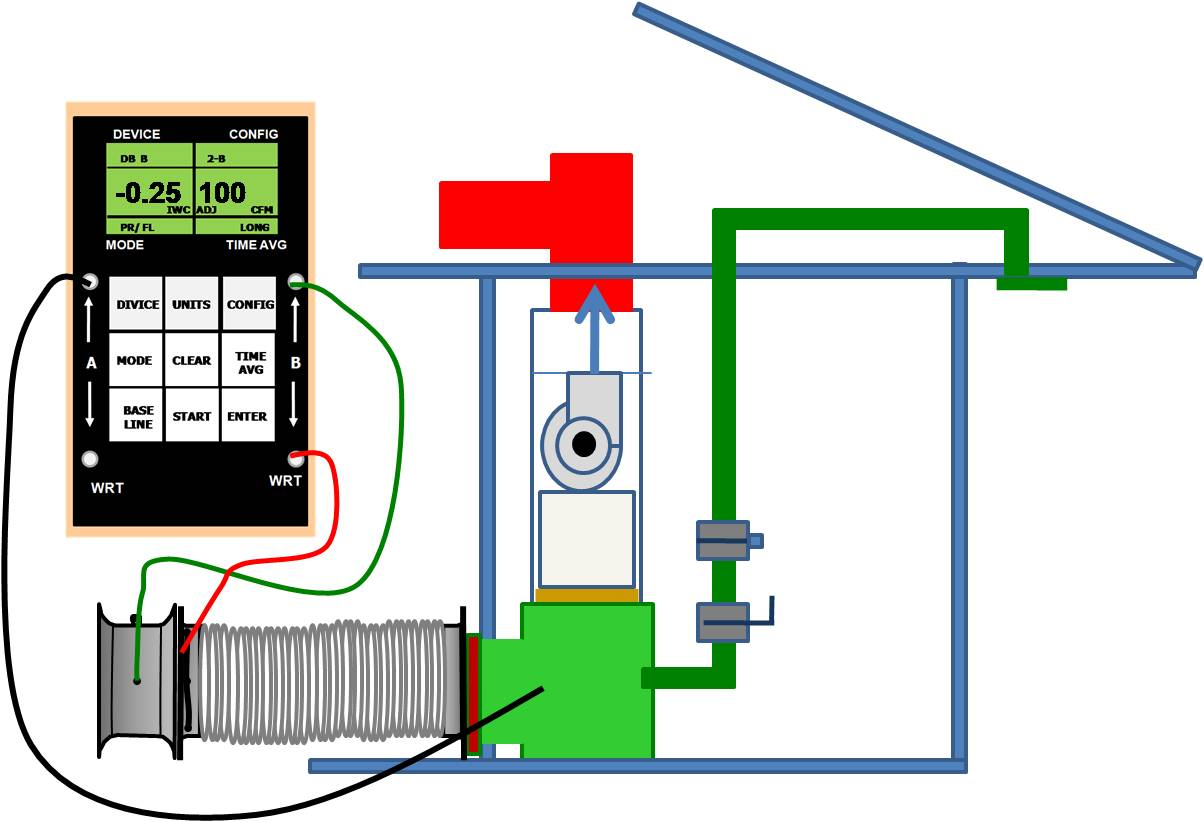 DEVICE CONFIG
DB B 2-B
-0.25 100
IWC ADJ CFM
PR/ FL LONG
MODE TIME AVG
DIVICE UNITS CONFIG
A MODE CLEAR TIME AVG B
BASE LINE START ENTER
WRT WRT